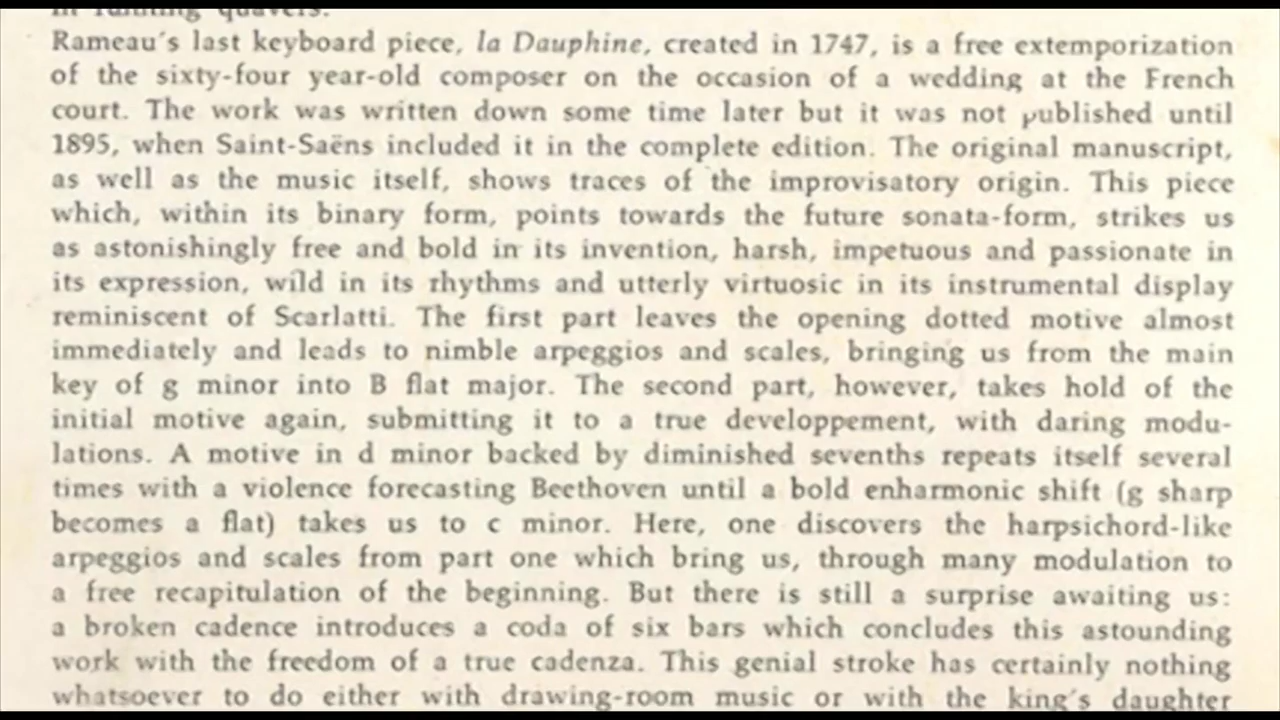 in running quavers.
Rameau's last keyboard piece, la Dauphine, created in 1747, is a free extemporization
of the sixty-four year-old composer on the occasion of a wedding at the French
court. The work was written down some time later but it was not published until
1895, when Saint-Saëns included it in the complete edition. The original manuscript,
as well as the music itself, shows traces of the improvisatory origin. This piece
which, within its binary form, points towards the future sonata-form, strikes us
as astonishingly free and bold in its invention, harsh, impetuous and passionate in
its expression, wild in its rhythms and utterly virtuosic in its instrumental display
reminiscent of Scarlatti. The first part leaves the opening dotted motive almost
immediately and leads to nimble arpeggios and scales, bringing us from the main
key of g minor into B flat major. The second part, however, takes hold of the
initial motive again, submitting it to a true developpement, with daring modu-
lations. A motive in d minor backed by diminished sevenths repeats itself several
times with a violence forecasting Beethoven until a bold enharmonic shift (g sharp
becomes a flat) takes us to c minor. Here, one discovers the harpsichord-like
arpeggios and scales from part one which bring us, through many modulation to
a free recapitulation of the beginning. But there is still a surprise awaiting us:
a broken cadence introduces a coda of six bars which concludes this astounding
work with the freedom of a true cadenza. This genial stroke has certainly nothing
whatsoever to do either with drawing-room music or with the king's daughter